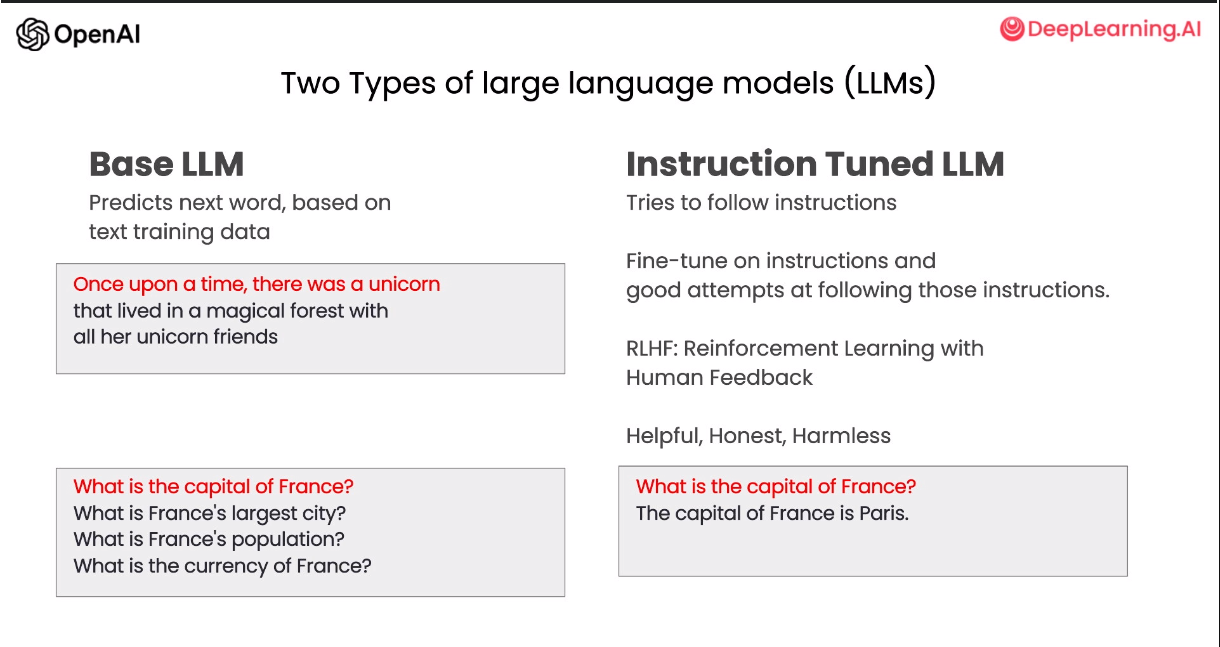 OpenAI
DeepLearning.AI
Two Types of large language models (LLMs)
Base LLM
Predicts next word, based on
text training data
Once upon a time, there was a unicorn
that lived in a magical forest with
all her unicorn friends
What is the capital of France?
What is France's largest city?
What is France's population?
What is the currency of France?
Instruction Tuned LLM
Tries to follow instructions
Fine-tune on instructions and
good attempts at following those instructions.
RLHF: Reinforcement Learning with
Human Feedback
Helpful, Honest, Harmless
What is the capital of France?
The capital of France is Paris.